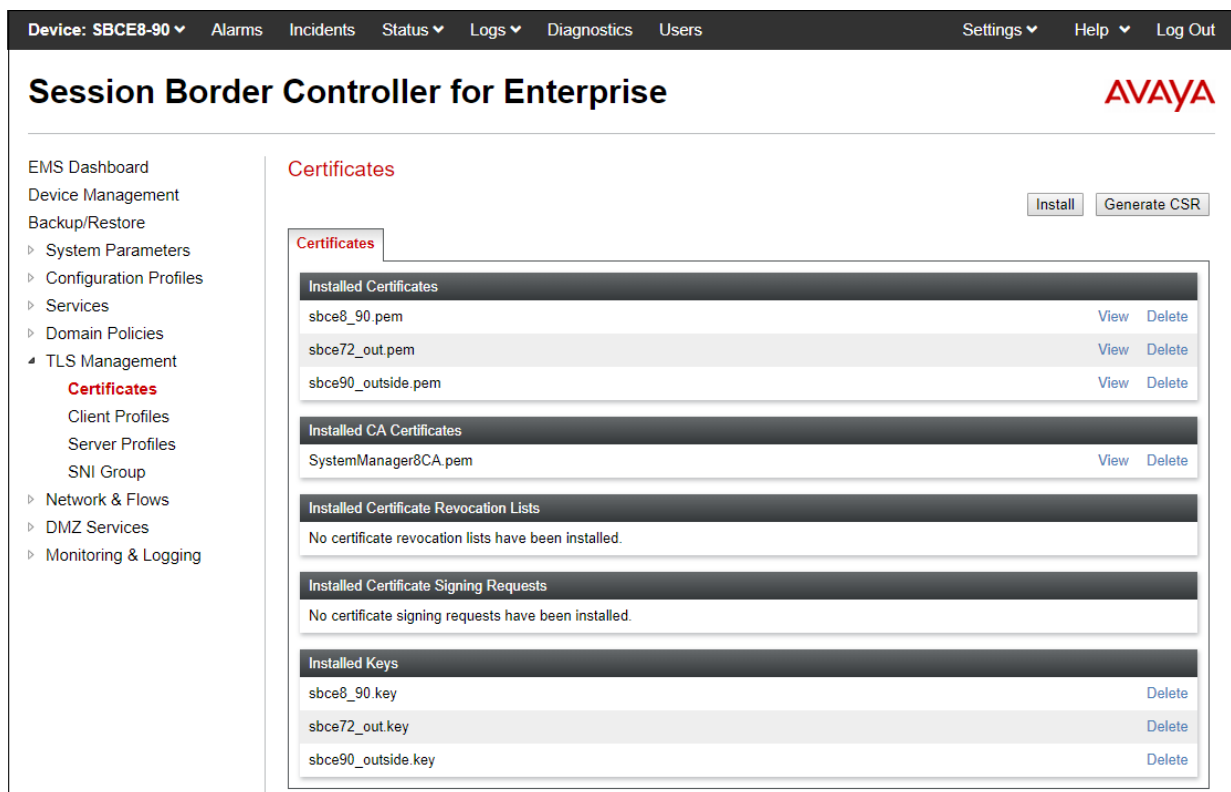 Device: SBCE8-90 Alarms Incidents Status Logs Diagnostics Users Settings Help Log Out
Session Border Controller for Enterprise
AVAYA
EMS Dashboard
Device Management
Backup/Restore
System Parameters
Configuration Profiles
Services
Domain Policies
TLS Management
Certificates
Client Profiles
Server Profiles
SNI Group
Network & Flows
DMZ Services
Monitoring & Logging
Certificates
Install Generate CSR
Certificates
Installed Certificates
sbce8_90.pem View Delete
sbce72_out.pem View Delete
sbce90_outside.pem View Delete
Installed CA Certificates
SystemManager8CA.pem View Delete
Installed Certificate Revocation Lists
No certificate revocation lists have been installed.
Installed Certificate Signing Requests
No certificate signing requests have been installed.
Installed Keys
sbce8_90.key Delete
sbce72_out.key Delete
sbce90_outside.key Delete